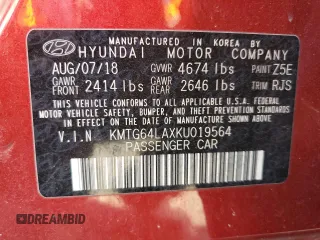 MANUFACTURED IN KOREA BY
HYUNDAI MOTOR COMPANY
AUG/07/18 GVWR 4674 lbs PAINT Z5E
GAWR FRONT 2414 lbs GAWR REAR 2646 lbs TRIM RJS
THIS VEHICLE CONFORMS TO ALL APPLICABLE FEDERAL MOTOR
VEHICLE SAFETY, BUMPER, AND THEFT PREVENTION STANDARDS
IN EFFECT ON THE DATE OF MANUFACTURE SHOWN ABOVE.
V.I.N KMTG64LAXKU019564
PASSENGER CAR
DREAMBID